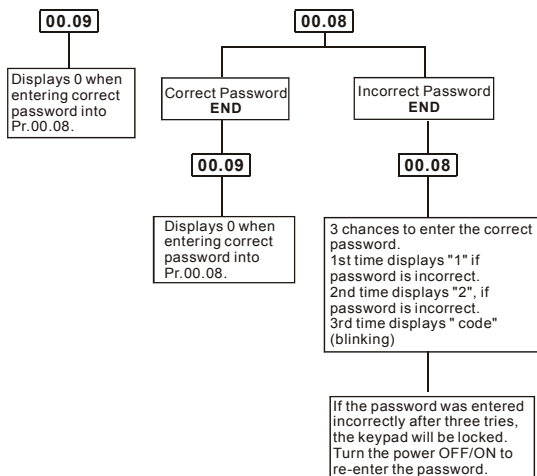 00.09
Displays 0 when
entering correct
password into
Pr.00.08.
00.08
Correct Password
END
00.09
Displays 0 when
entering correct
password into
Pr.00.08.
Incorrect Password
END
00.08
3 chances to enter the correct
password.
1st time displays "1" if
password is incorrect.
2nd time displays "2", if
password is incorrect.
3rd time displays " code"
(blinking)
If the password was entered
incorrectly after three tries,
the keypad will be locked.
Turn the power OFF/ON to
re-enter the password.